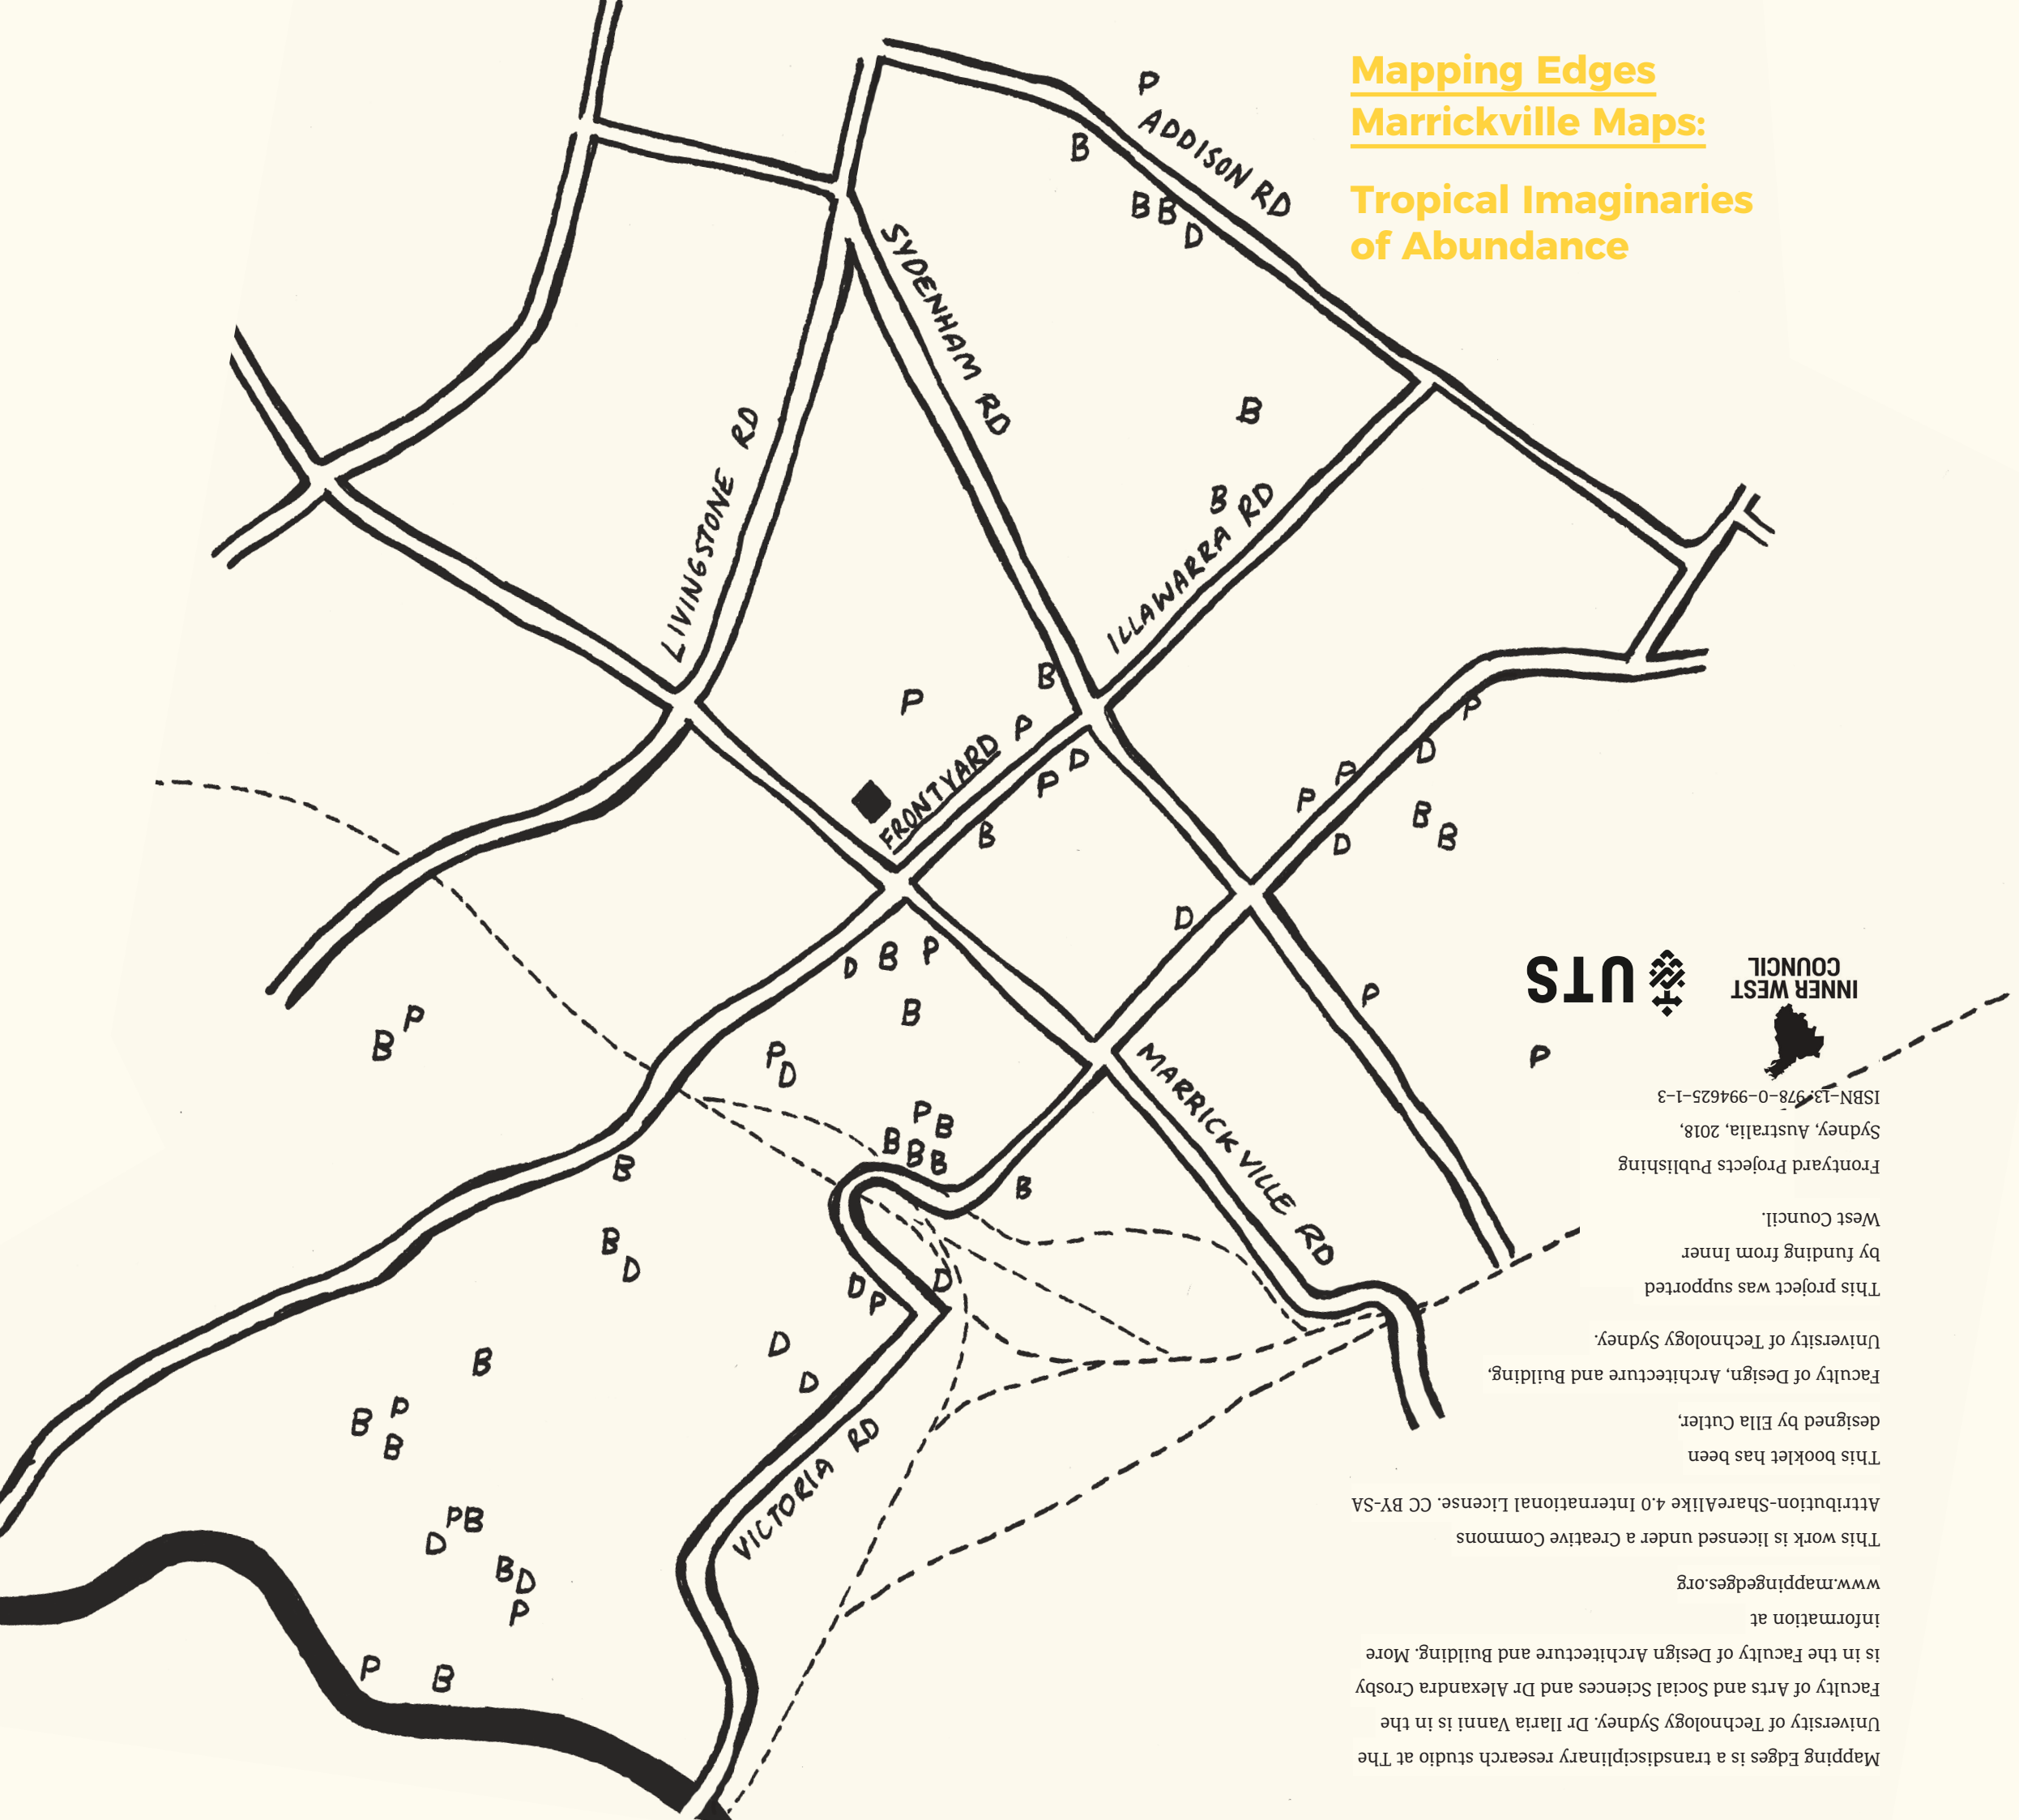 Mapping Edges
Marrickville Maps:
Tropical Imaginaries
of Abundance
P
ADDISON RD
B
B B
D
SYDENHAM RD
LIVINGSTONE RD
B
B
ILLAWARRA RD
B
P
P
FRONTYARD
D
P
B
P
D
P
P
B
B
D
D
P
D B P
B
P
B
P
D
P
B
B
B
B
B
MARRICKVILLE RD
P
B
B
D
D
D
P
D
D
B
P
B
B
VICTORIA RD
P B
D
B D
P
P
B
Mapping Edges is a transdisciplinary research studio at The
University of Technology Sydney. Dr Ilaria Vanni is in the
Faculty of Arts and Social Sciences and Dr Alexandra Crosby
is in the Faculty of Design Architecture and Building. More
information at
www.mappingedges.org
This work is licensed under a Creative Commons
Attribution-ShareAlike 4.0 International License. CC BY-SA
This booklet has been
designed by Ella Cutler,
Faculty of Design, Architecture and Building,
University of Technology Sydney.
This project was supported
by funding from Inner
West Council.
Frontyard Projects Publishing
Sydney, Australia, 2018,
ISBN-13: 978-0-994625-1-3
INNER WEST
COUNCIL
UTS